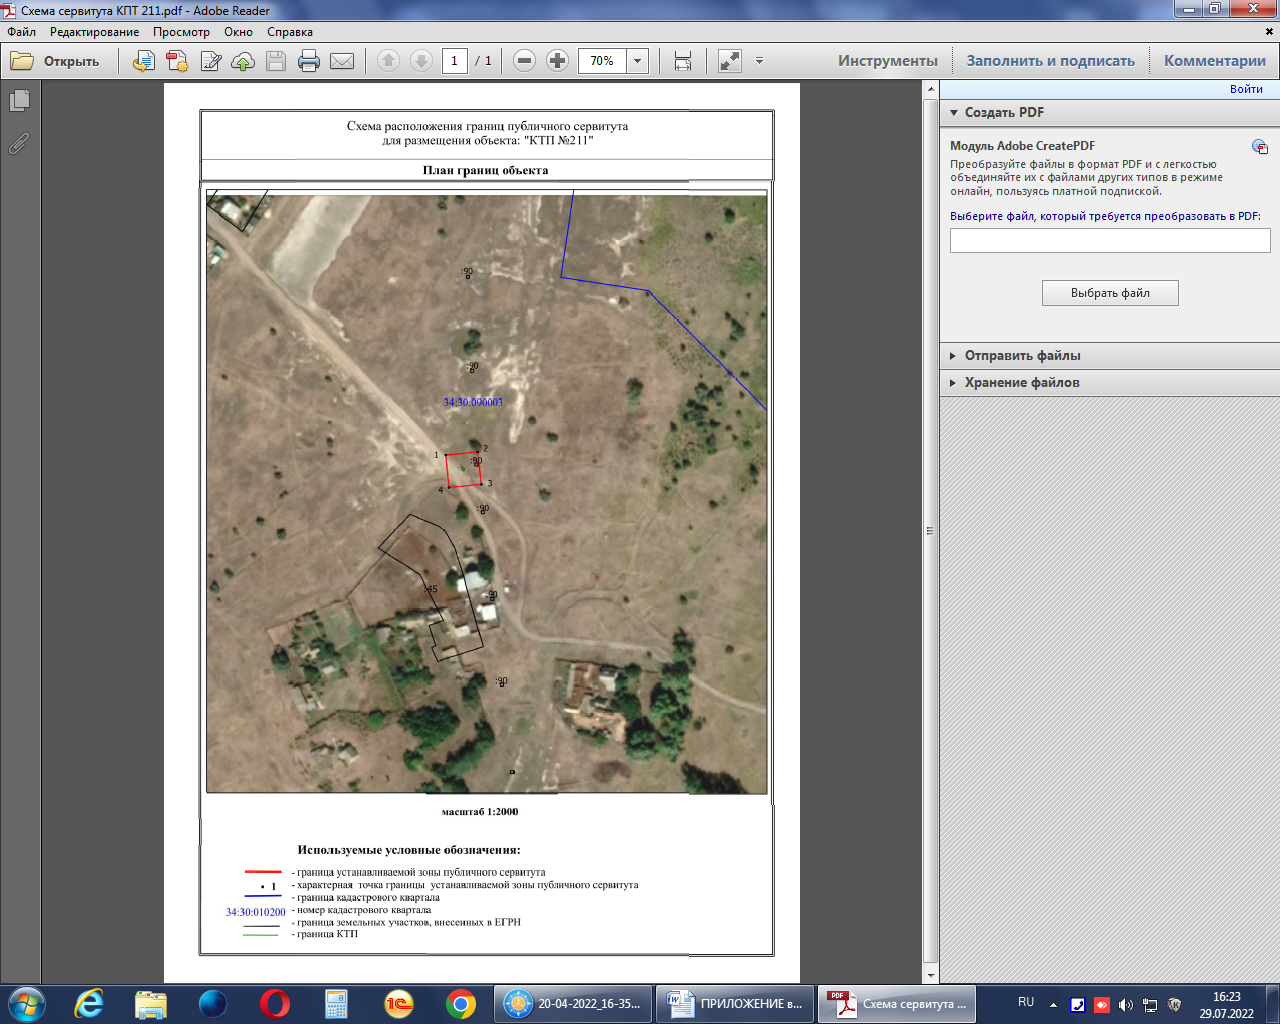 Схема сервитута КПТ 211.pdf - Adobe Reader
Файл Редактирование Просмотр Окно Справка
Открыть 1 / 1 70% Инструменты Заполнить и подписать Комментарии
Войти
Создать PDF
Модуль Adobe CreatePDF
Преобразуйте файлы в формат PDF и с легкостью
объединяйте их с файлами других типов в режиме
онлайн, пользуясь платной подпиской.
Выберите файл, который требуется преобразовать в PDF:
Выбрать файл
Отправить файлы
Хранение файлов
Схема расположения границ публичного сервитута
для размещения объекта: "КТП №211"
План границ объекта
:90
:90
34:30:090003
1
2
:90
3
4
:90
:45
:90
:90
масштаб 1:2000
Используемые условные обозначения:
- граница устанавливаемой зоны публичного сервитута
1 - характерная точка границы устанавливаемой зоны публичного сервитута
- граница кадастрового квартала
34:30:010200 - номер кадастрового квартала
- граница земельных участков, внесенных в ЕГРН
- граница КТП
20-04-2022_16-35...
ПРИЛОЖЕНИЕ в...
Схема сервитута ...
RU
16:23
29.07.2022